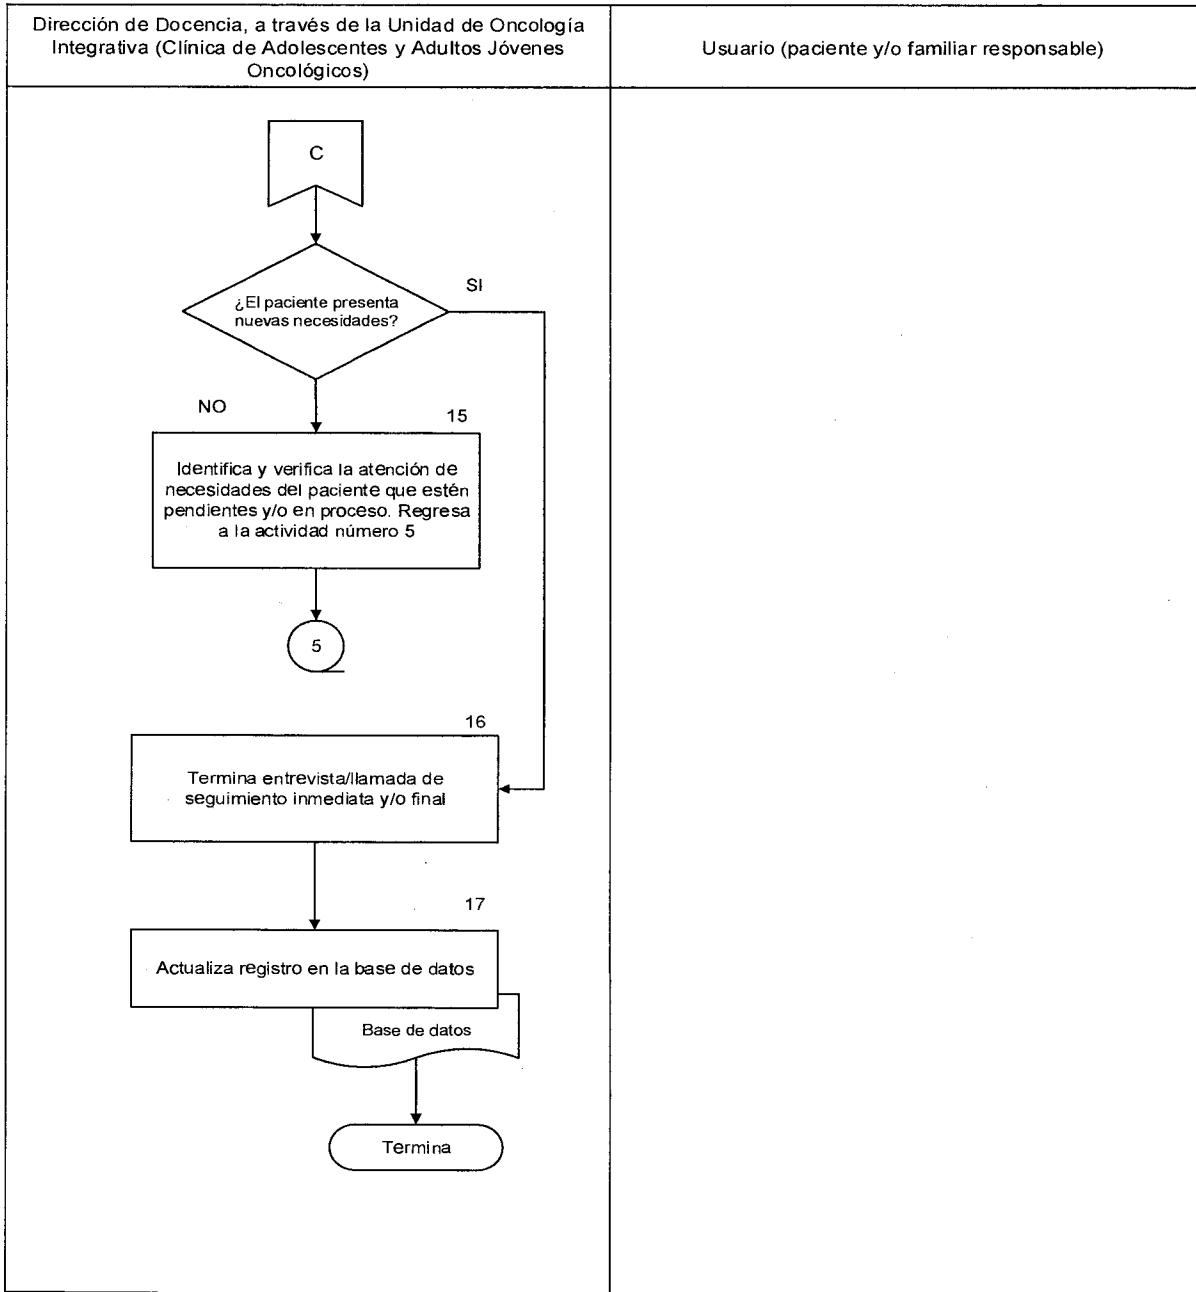 Dirección de Docencia, a través de la Unidad de Oncología
Integrativa (Clínica de Adolescentes y Adultos Jóvenes
Oncológicos)
Usuario (paciente y/o familiar responsable)
C
¿El paciente presenta
nuevas necesidades?
SI
NO
15
Identifica y verifica la atención de
necesidades del paciente que estén
pendientes y/o en proceso. Regresa
a la actividad número 5
5
16
Termina entrevista/llamada de
seguimiento inmediata y/o final
17
Actualiza registro en la base de datos
Base de datos
Termina